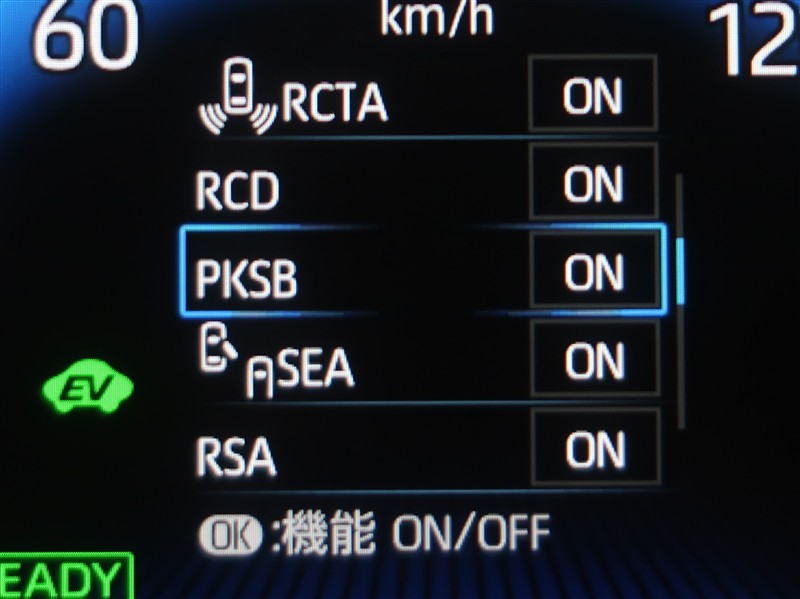 60
km/h
12
RCTA ON
RCD ON
PKSB ON
SEA ON
EV
RSA ON
OK:機能 ON/OFF
EADY